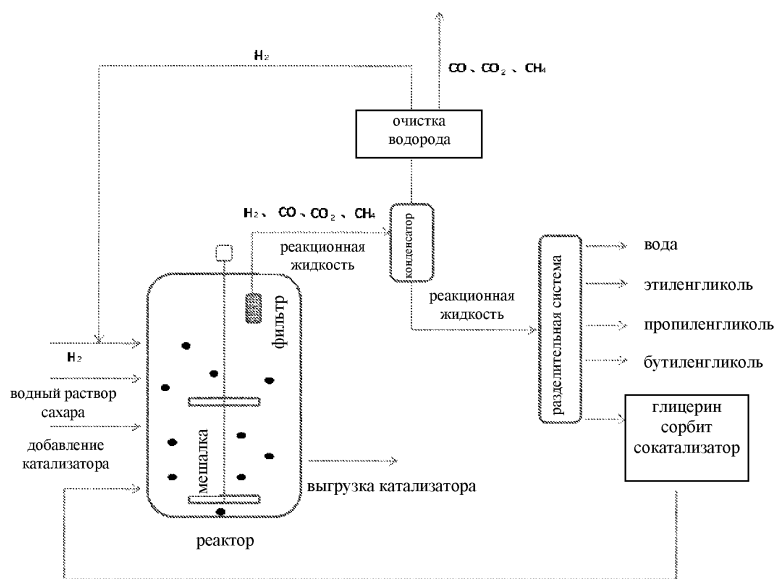 H₂
CO、CO₂、CH₄
очистка
водорода
H₂、CO、CO₂、CH₄
реакционная
жидкость
конденсатор
реакционная
жидкость
разделительная система
вода
этиленгликоль
пропиленгликоль
бутиленгликоль
глицерин
сорбит
сокатализатор
фильтр
H₂
водный раствор
сахара
добавление
катализатора
мешалка
выгрузка катализатора
реактор